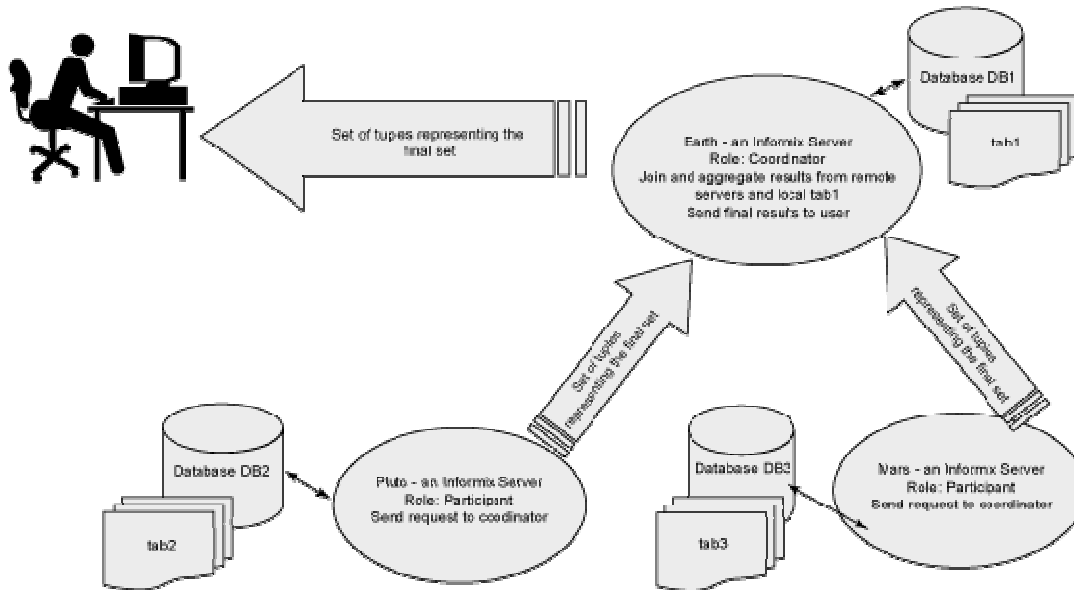 Database DB1
tab1
Set of tupes representing the
final set
Earth - an Informix Server
Role: Coordinator
Join and aggregate results from remote
servers and local tab1
Send final results to user
Set of tuples
representing the final set
Set of tuples
representing the final set
Database DB2
tab2
Pluto - an Informix Server
Role: Participant
Send request to coodinator
Database DB3
tab3
Mars - an Informix Server
Role: Participant
Send request to coordinator